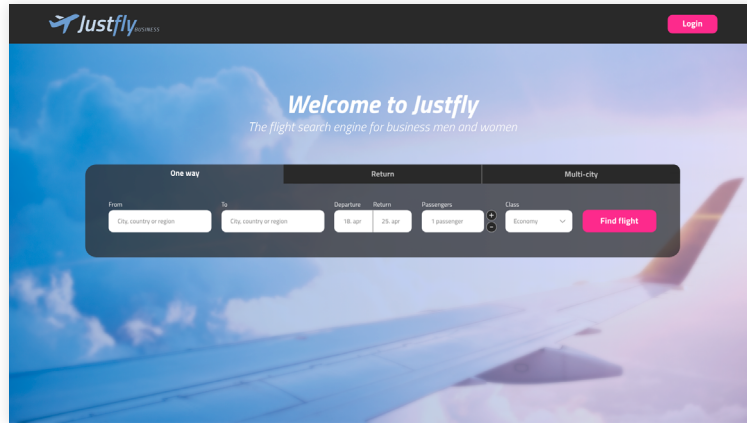 Justfly BUSINESS
Login
Welcome to Justfly
The flight search engine for business men and women
One way
Return
Multi-city
From
To
Departure
Return
Passengers
Class
City, country or region
City, country or region
18. apr
25. apr
1 passenger
+
-
Economy
Find flight